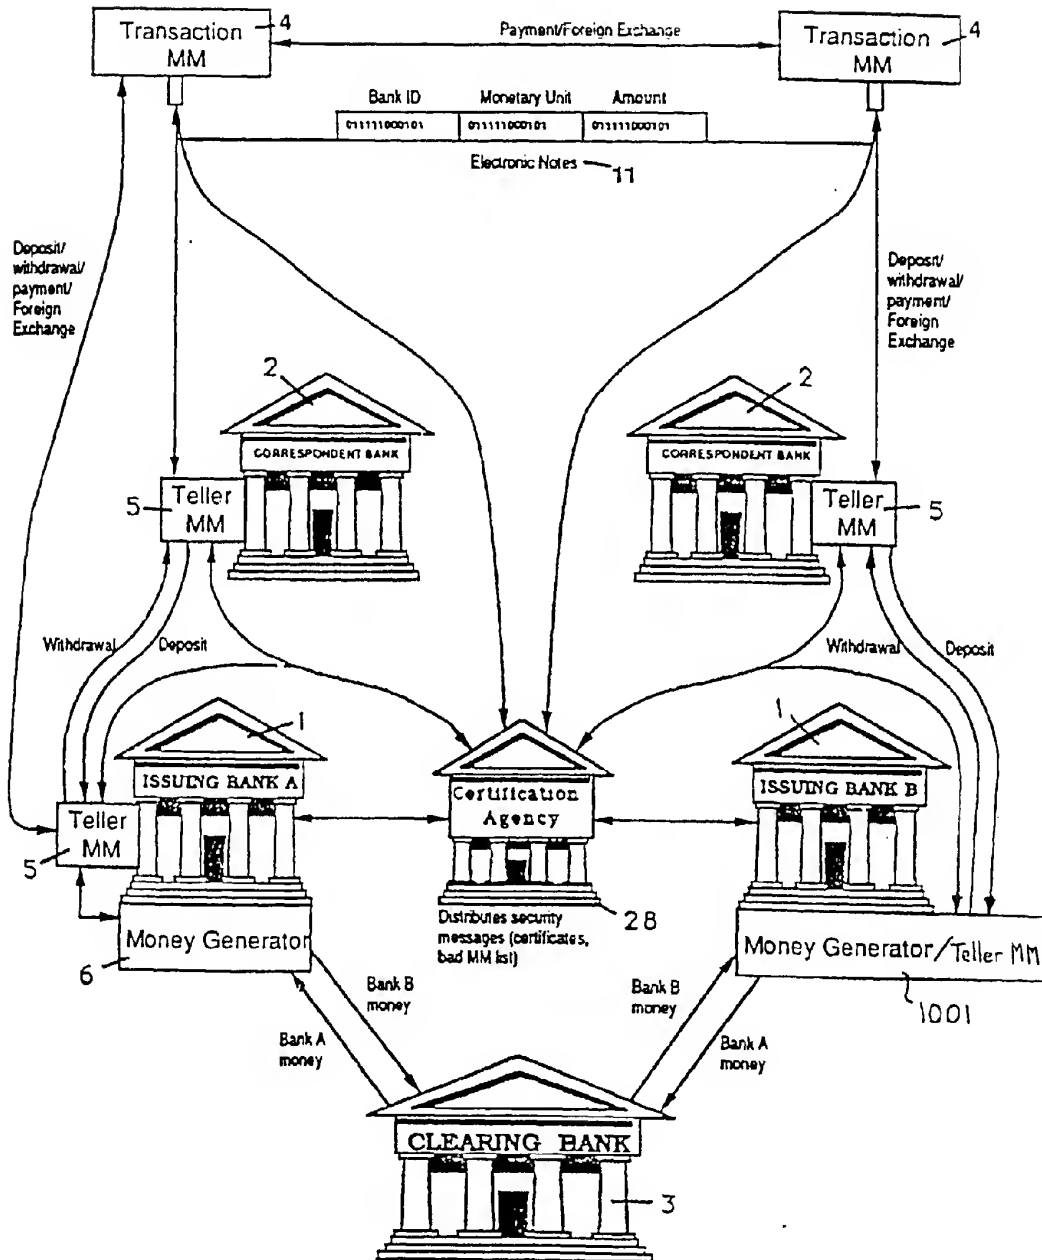 Transaction
MM
4
Payment/Foreign Exchange
Transaction
MM
4
Bank ID
Monetary Unit
Amount
011111000101
011111000101
011111000101
Electronic Notes
11
Deposit/
withdrawal/
payment/
Foreign
Exchange
Deposit/
withdrawal/
payment/
Foreign
Exchange
2
CORRESPONDENT BANK
2
CORRESPONDENT BANK
5
Teller
MM
Teller
MM
5
Withdrawal
Deposit
Withdrawal
Deposit
1
ISSUING BANK A
1
ISSUING BANK B
Certification
Agency
Teller
MM
5
28
Distributes security
messages (certificates,
bad MM list)
Money Generator
6
Money Generator/Teller MM
1001
Bank B
money
Bank A
money
Bank B
money
Bank A
money
CLEARING BANK
3